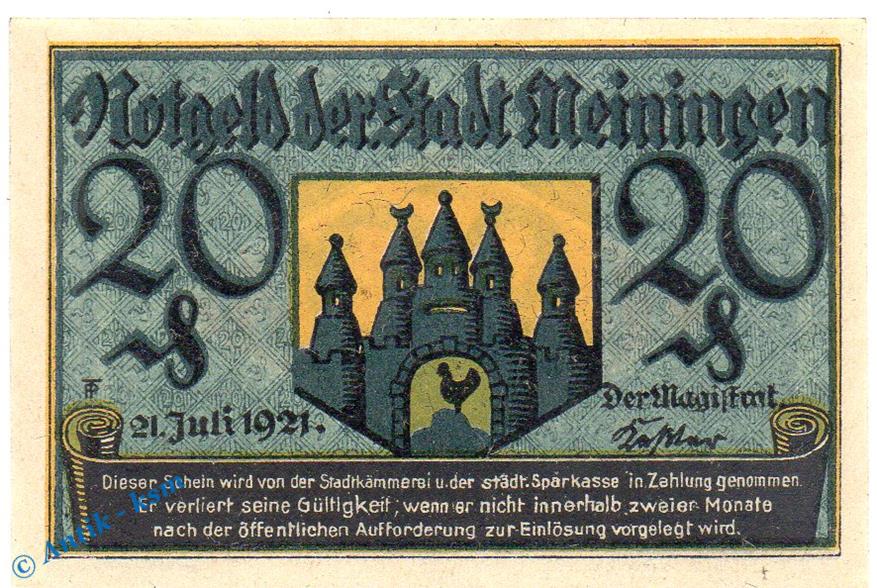 Notgeld der Stadt Meiningen
20 20
₰ ₰
21. Juli 1921.
Der Magistrat
Keßler
Dieser Schein wird von der Stadtkämmerei u. der städt. Sparkasse in Zahlung genommen.
Er verliert seine Gültigkeit, wenn er nicht innerhalb zweier Monate
nach der öffentlichen Aufforderung zur Einlösung vorgelegt wird.
© Antik - ksm